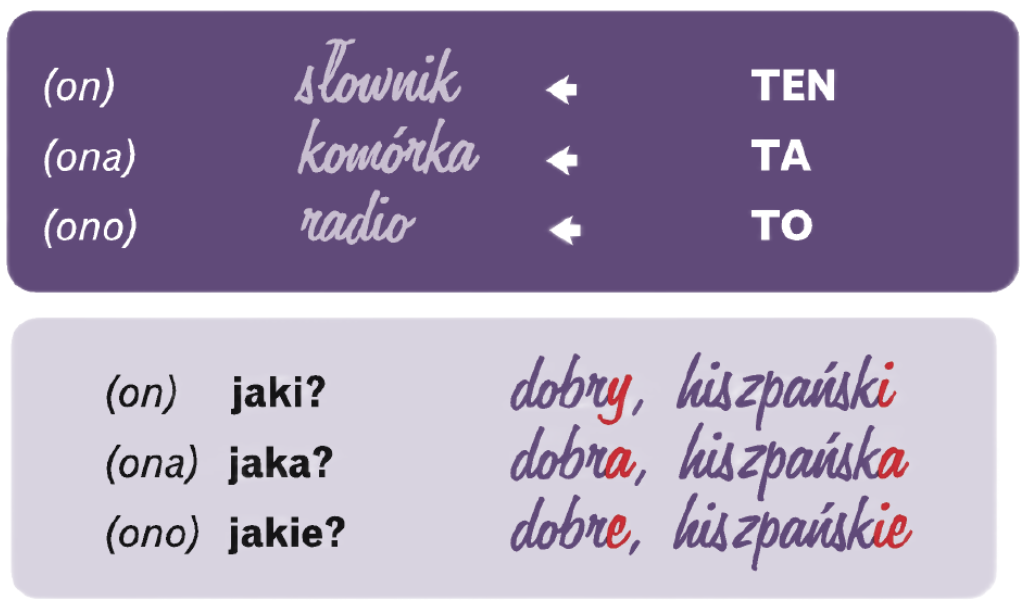 (on) słownik TEN
(ona) komórka TA
(ono) radio TO
(on) jaki? dobry, hiszpański
(ona) jaka? dobra, hiszpańska
(ono) jakie? dobre, hiszpańskie